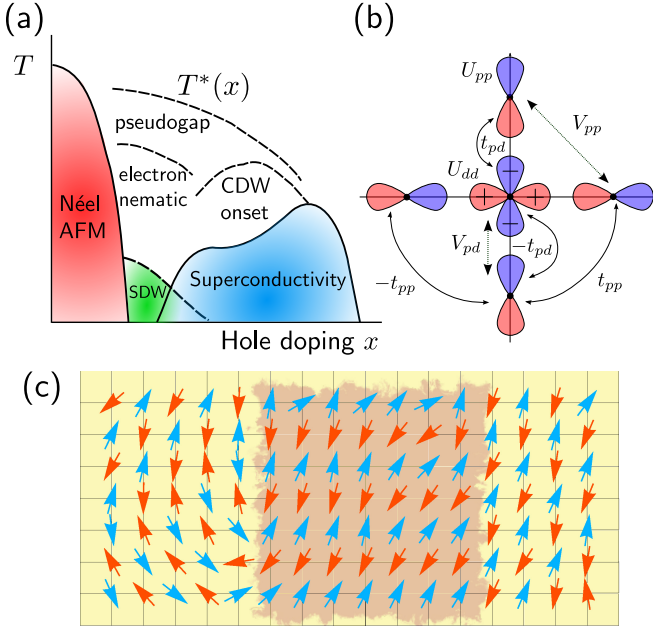 (a)
T
T*(x)
pseudogap
electron
nematic
CDW
onset
Néel
AFM
SDW
Superconductivity
Hole doping x
(b)
U_pp
V_pp
t_pd
U_dd
−
+ +
−
V_pd
−t_pd
−t_pp
t_pp
(c)